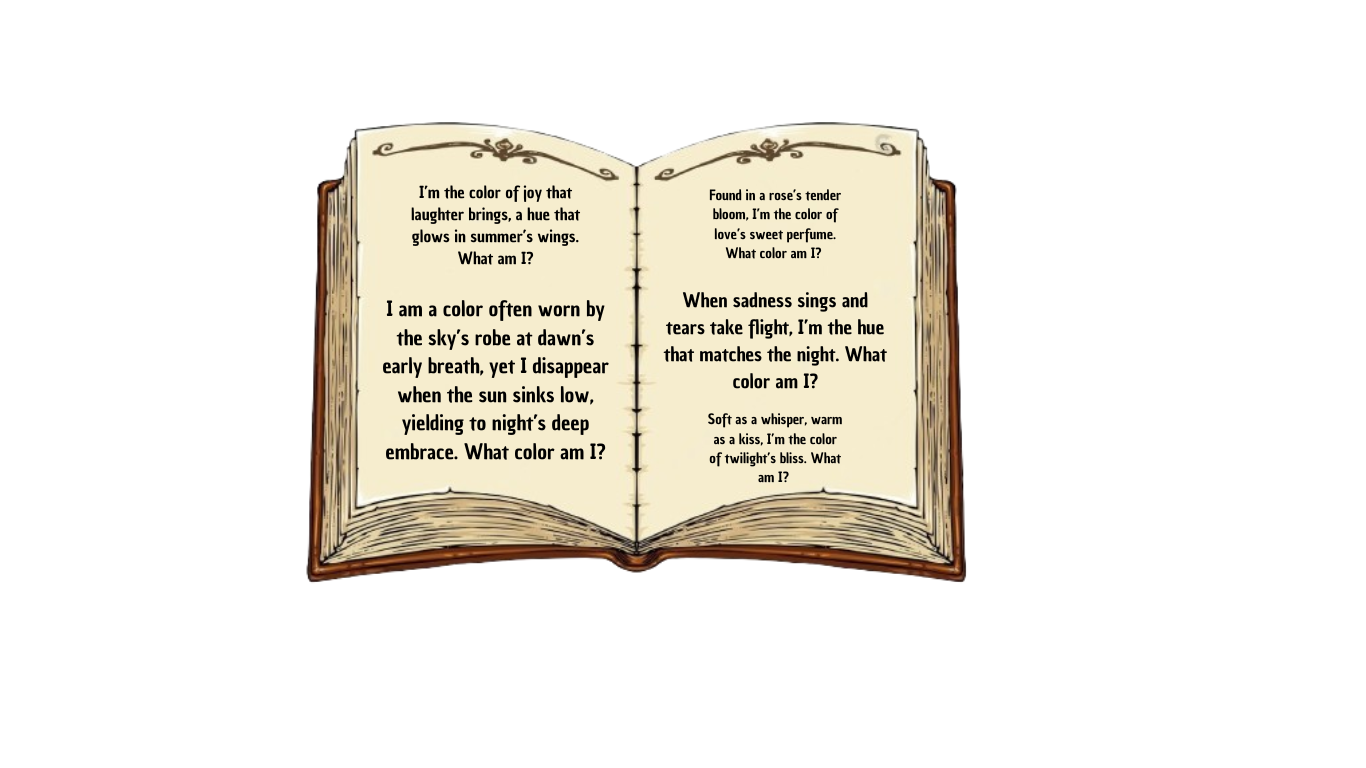 I'm the color of joy that
laughter brings, a hue that
glows in summer's wings.
What am I?
I am a color often worn by
the sky's robe at dawn's
early breath, yet I disappear
when the sun sinks low,
yielding to night's deep
embrace. What color am I?
Found in a rose's tender
bloom, I'm the color of
love's sweet perfume.
What color am I?
When sadness sings and
tears take flight, I'm the hue
that matches the night. What
color am I?
Soft as a whisper, warm
as a kiss, I'm the color
of twilight's bliss. What
am I?